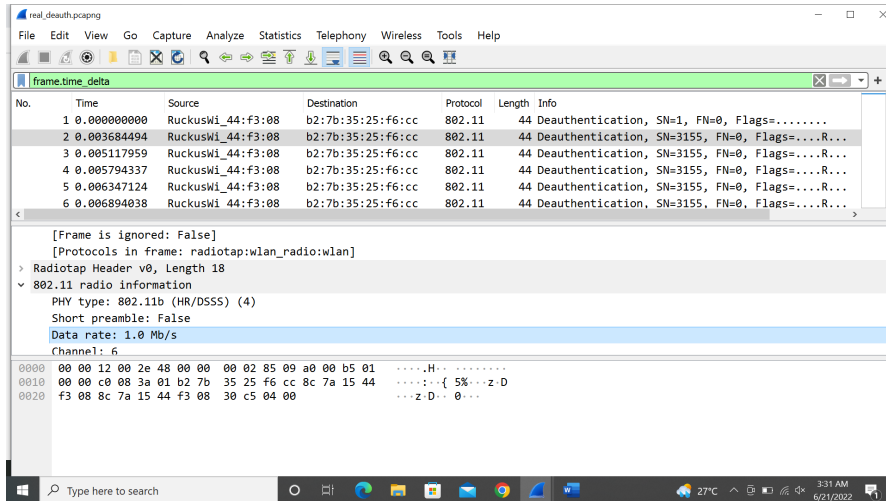 real_deauth.pcapng
File Edit View Go Capture Analyze Statistics Telephony Wireless Tools Help
frame.time_delta
No. Time Source Destination Protocol Length Info
1 0.000000000 RuckusWi_44:f3:08 b2:7b:35:25:f6:cc 802.11 44 Deauthentication, SN=1, FN=0, Flags=........
2 0.003684494 RuckusWi_44:f3:08 b2:7b:35:25:f6:cc 802.11 44 Deauthentication, SN=3155, FN=0, Flags=....R...
3 0.005117959 RuckusWi_44:f3:08 b2:7b:35:25:f6:cc 802.11 44 Deauthentication, SN=3155, FN=0, Flags=....R...
4 0.005794337 RuckusWi_44:f3:08 b2:7b:35:25:f6:cc 802.11 44 Deauthentication, SN=3155, FN=0, Flags=....R...
5 0.006347124 RuckusWi_44:f3:08 b2:7b:35:25:f6:cc 802.11 44 Deauthentication, SN=3155, FN=0, Flags=....R...
6 0.006894038 RuckusWi_44:f3:08 b2:7b:35:25:f6:cc 802.11 44 Deauthentication, SN=3155, FN=0, Flags=....R...
[Frame is ignored: False]
[Protocols in frame: radiotap:wlan_radio:wlan]
Radiotap Header v0, Length 18
802.11 radio information
PHY type: 802.11b (HR/DSSS) (4)
Short preamble: False
Data rate: 1.0 Mb/s
Channel: 6
0000 00 00 12 00 2e 48 00 00 00 02 85 09 a0 00 b5 01 ····.H·· ········
0010 00 00 c0 08 3a 01 b2 7b 35 25 f6 cc 8c 7a 15 44 ····:··{ 5%···z·D
0020 f3 08 8c 7a 15 44 f3 08 30 c5 04 00 ···z·D·· 0···
Type here to search
27°C
3:31 AM
6/21/2022